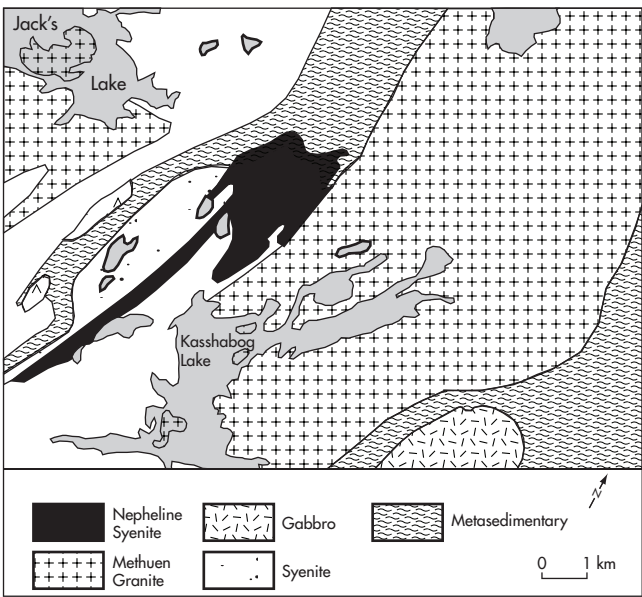 Jack's
Lake
Kasshabog
Lake
N
Nepheline
Syenite
Gabbro
Metasedimentary
Methuen
Granite
Syenite
0 1 km